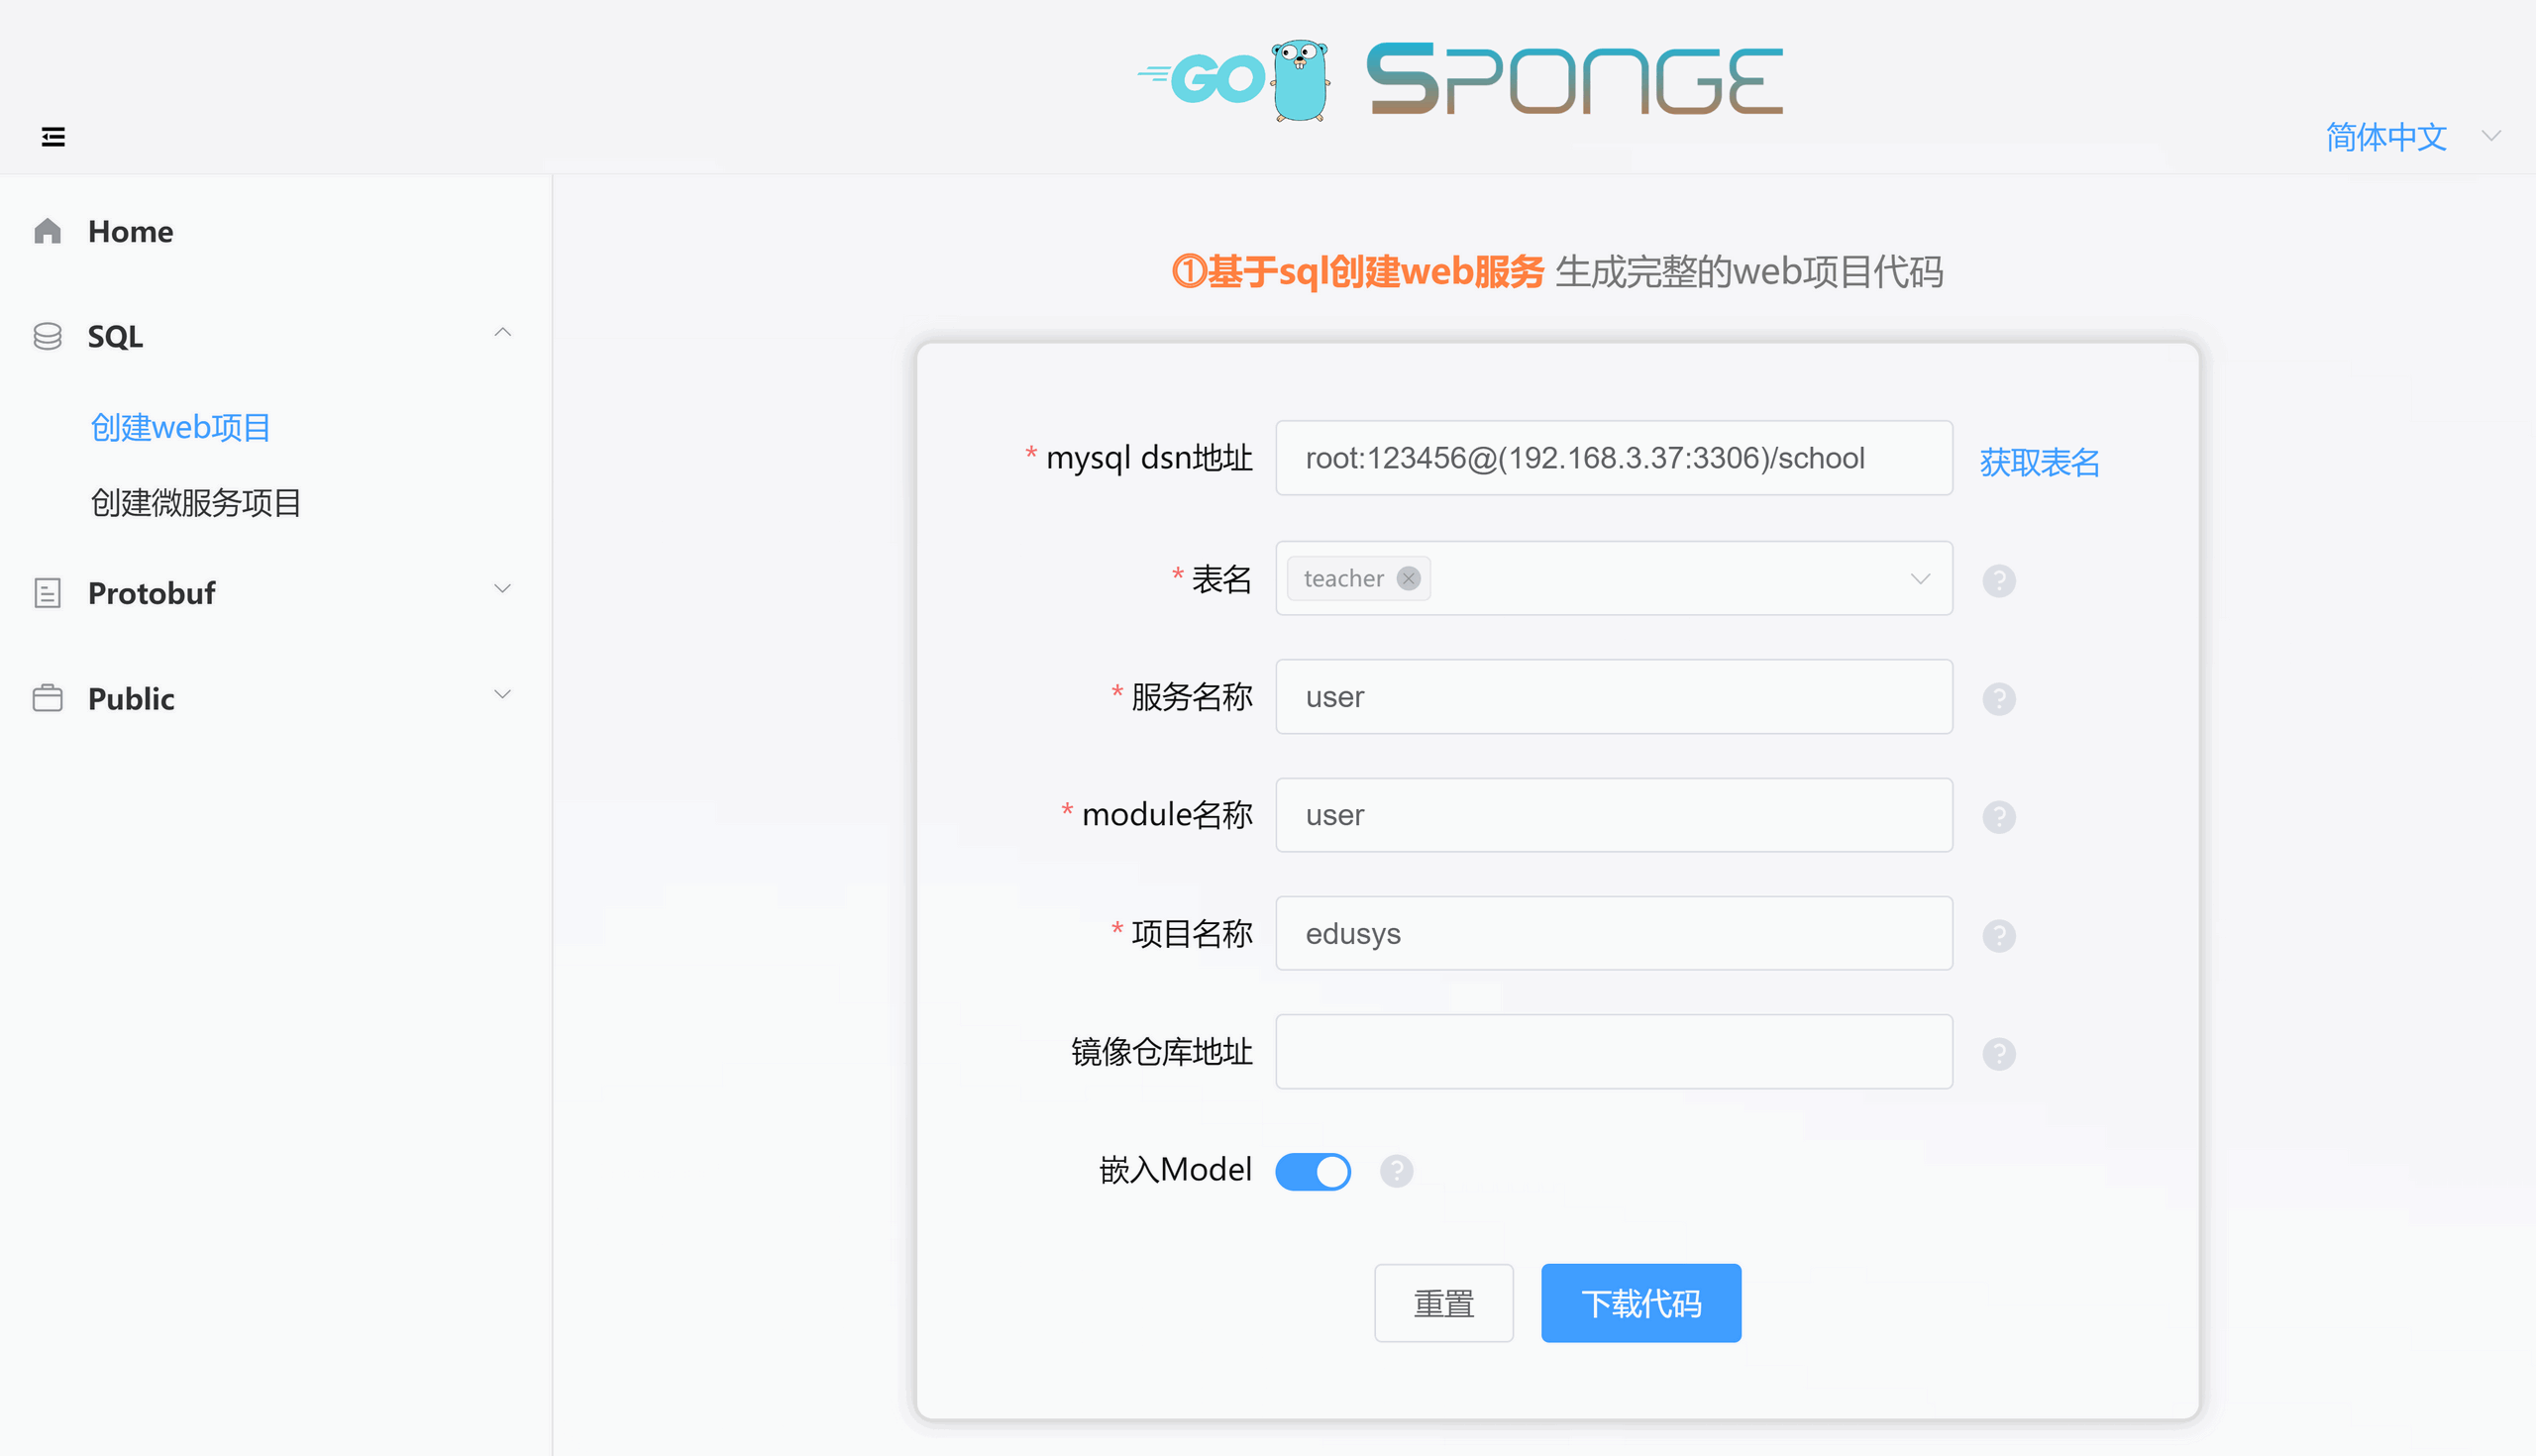 GO SPONGE
简体中文
Home
SQL
创建web项目
创建微服务项目
Protobuf
Public
①基于sql创建web服务 生成完整的web项目代码
* mysql dsn地址 root:123456@(192.168.3.37:3306)/school 获取表名
* 表名 teacher
* 服务名称 user
* module名称 user
* 项目名称 edusys
镜像仓库地址
嵌入Model
重置 下载代码